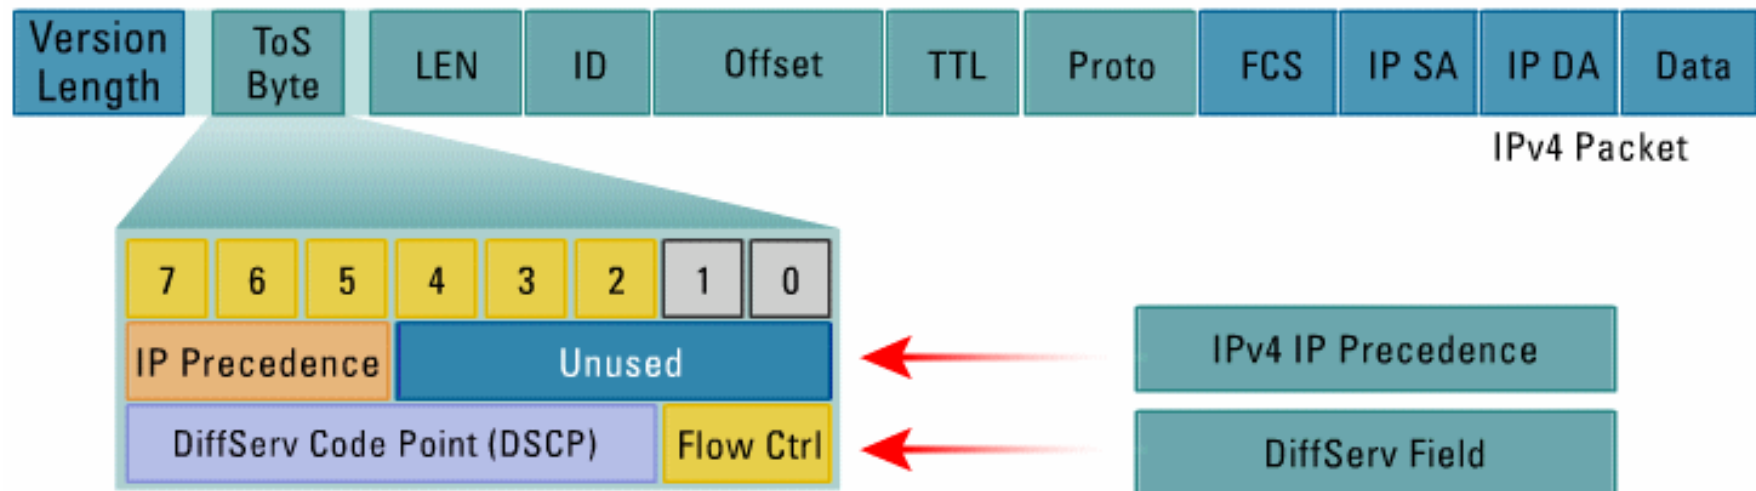 Version Length
ToS Byte
LEN
ID
Offset
TTL
Proto
FCS
IP SA
IP DA
Data
IPv4 Packet
7 6 5 4 3 2 1 0
IP Precedence
Unused
IPv4 IP Precedence
DiffServ Code Point (DSCP)
Flow Ctrl
DiffServ Field